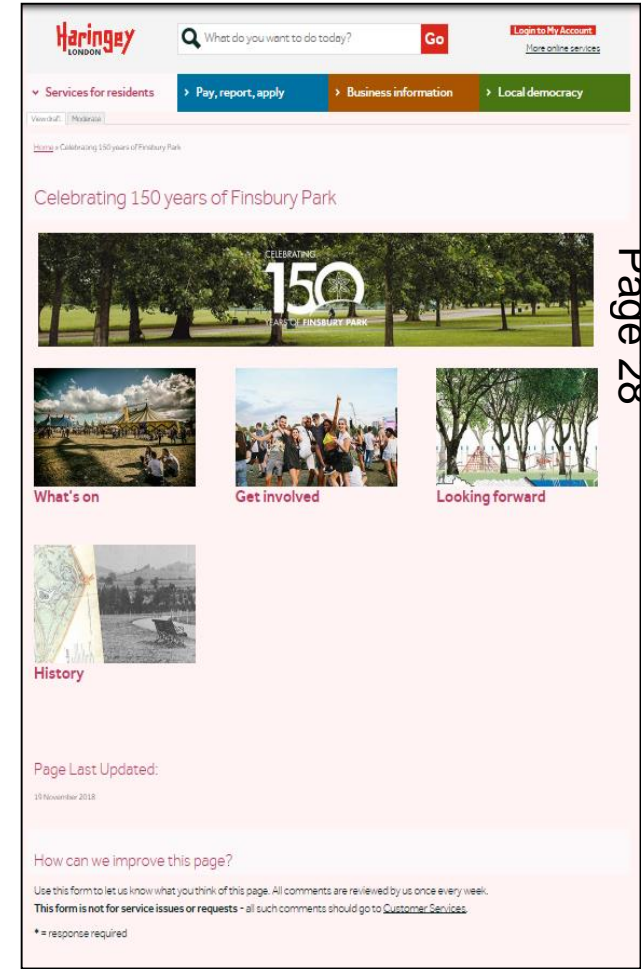 Haringey
LONDON
What do you want to do today?
Go
Login to My Account
More online services
Services for residents
Pay, report, apply
Business information
Local democracy
View draft
Moderate
Home » Celebrating 150 years of Finsbury Park
Celebrating 150 years of Finsbury Park
CELEBRATING
150
YEARS OF FINSBURY PARK
Page 28
What's on
Get involved
Looking forward
History
Page Last Updated:
19 November 2018
How can we improve this page?
Use this form to let us know what you think of this page. All comments are reviewed by us once every week.
This form is not for service issues or requests - all such comments should go to Customer Services.
* = response required